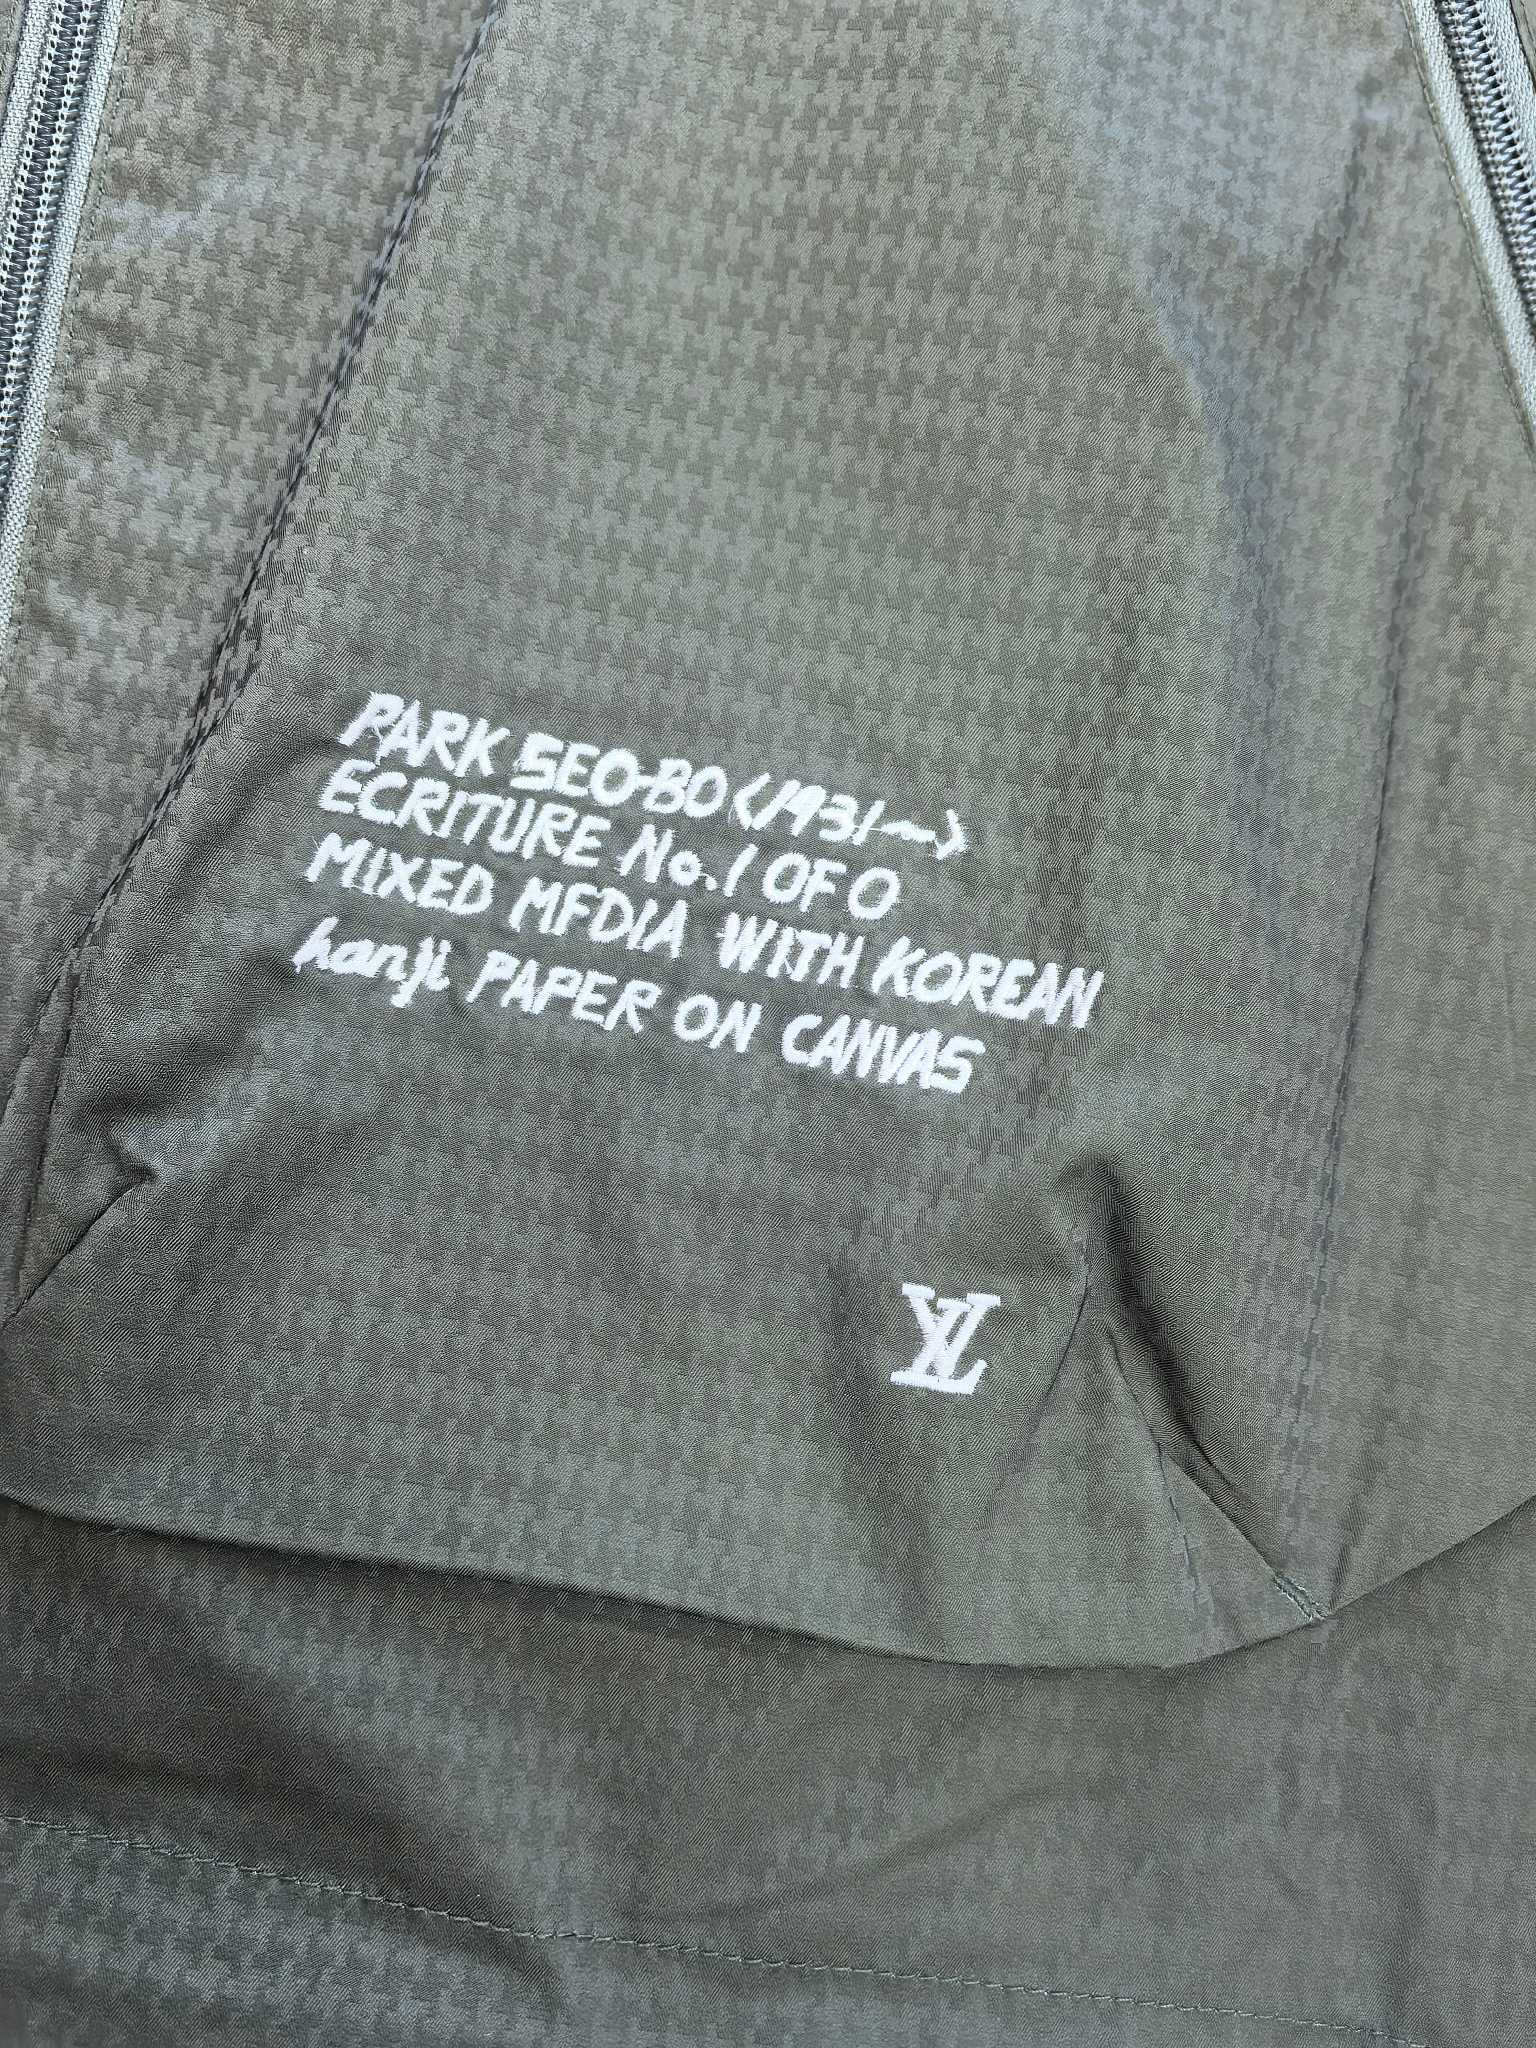 PARK SEO-BO (1931~)
ECRITURE No.1 OF 0
MIXED MFDIA WITH KOREAN
hanji PAPER ON CANVAS
LV